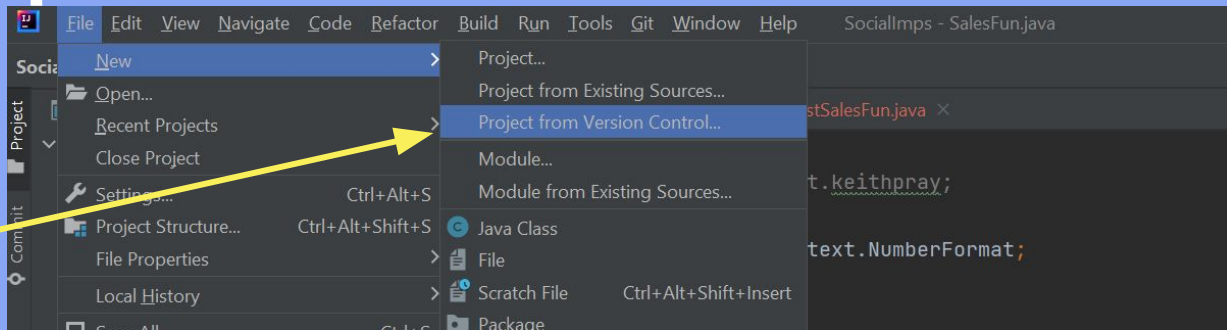 IJ File Edit View Navigate Code Refactor Build Run Tools Git Window Help SocialImps - SalesFun.java
Socia
New
Open...
Recent Projects
Close Project
Settings... Ctrl+Alt+S
Project Structure... Ctrl+Alt+Shift+S
File Properties
Local History
Project...
Project from Existing Sources...
Project from Version Control...
Module...
Module from Existing Sources...
Java Class
File
Scratch File Ctrl+Alt+Shift+Insert
Package
stSalesFun.java
t.keithpray;
text.NumberFormat;
Project
Commit